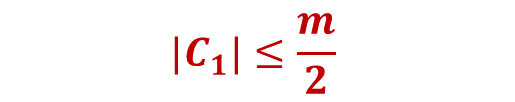 |C₁| ≤ m/2